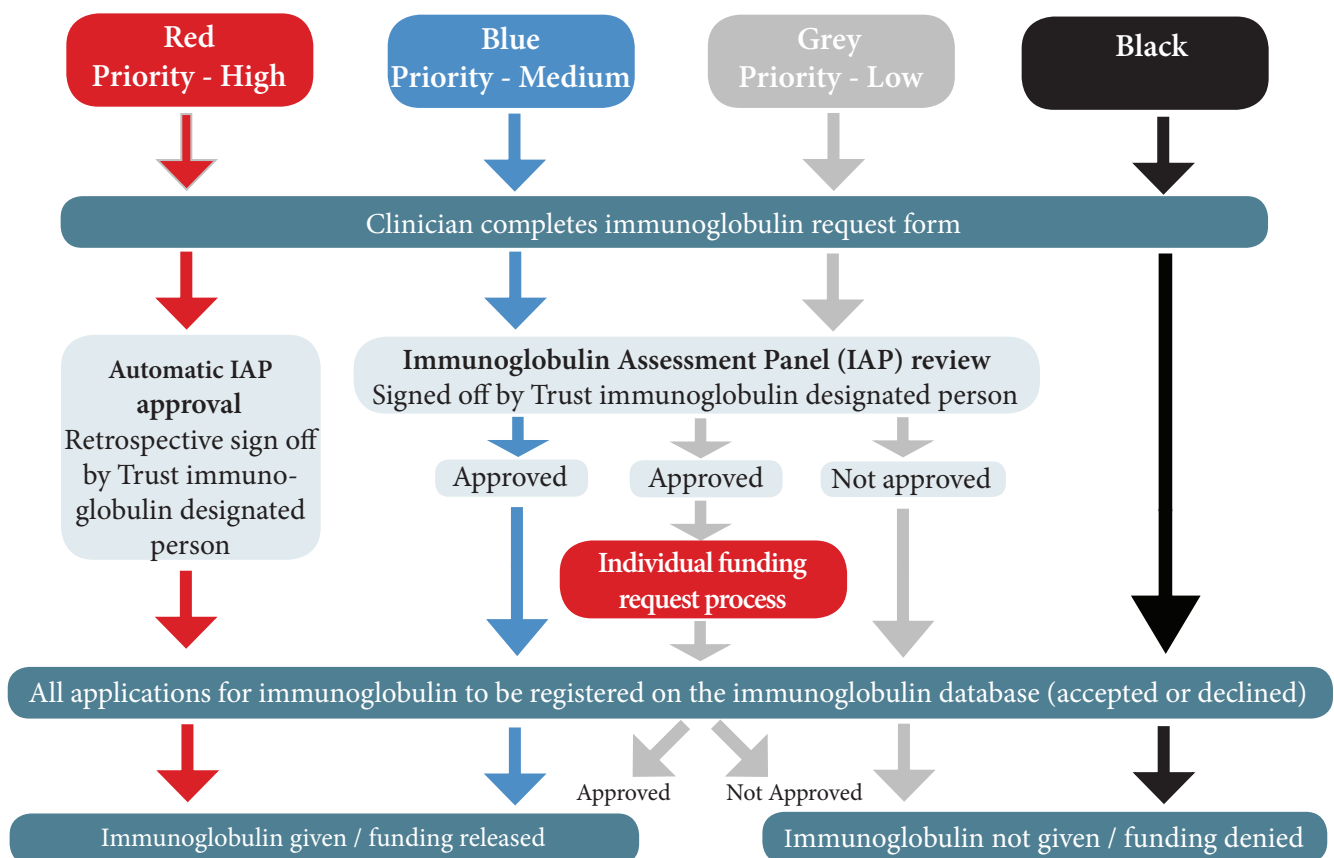 Red
Priority - High
Blue
Priority - Medium
Grey
Priority - Low
Black
Clinician completes immunoglobulin request form
Automatic IAP
approval
Retrospective sign off
by Trust immuno-
globulin designated
person
Immunoglobulin Assessment Panel (IAP) review
Signed off by Trust immunoglobulin designated person
Approved
Approved
Not approved
Individual funding
request process
All applications for immunoglobulin to be registered on the immunoglobulin database (accepted or declined)
Approved
Not Approved
Immunoglobulin given / funding released
Immunoglobulin not given / funding denied